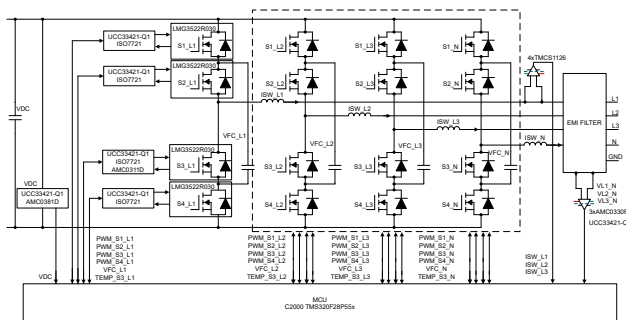 UCC33421-Q1
ISO7721
LMG3522R030
S1_L1
UCC33421-Q1
ISO7721
LMG3522R030
S2_L1
S1_L2
S2_L2
S1_L3
S2_L3
S1_N
S2_N
4xTMCS1126
VDC
ISW_L1
ISW_L2
ISW_L3
ISW_N
EMI FILTER
L1
L2
L3
N
GND
VFC_L1
VFC_L2
VFC_L3
VFC_N
UCC33421-Q1
ISO7721
AMC0311D
LMG3522R030
S3_L1
S3_L2
S3_L3
S3_N
UCC33421-Q1
ISO7721
LMG3522R030
S4_L1
S4_L2
S4_L3
S4_N
VDC
UCC33421-Q1
AMC0381D
VL1_N
VL2_N
VL3_N
3xAMC0330R
UCC33421-Q1
PWM_S1_L1
PWM_S2_L1
PWM_S3_L1
PWM_S4_L1
VFC_L1
TEMP_S3_L1
PWM_S1_L2
PWM_S2_L2
PWM_S3_L2
PWM_S4_L2
VFC_L2
TEMP_S3_L2
PWM_S1_L3
PWM_S2_L3
PWM_S3_L3
PWM_S4_L3
VFC_L3
TEMP_S3_L3
PWM_S1_N
PWM_S2_N
PWM_S3_N
PWM_S4_N
VFC_N
TEMP_S3_N
ISW_L1
ISW_L2
ISW_L3
VDC
MCU
C2000 TMS320F28P55x